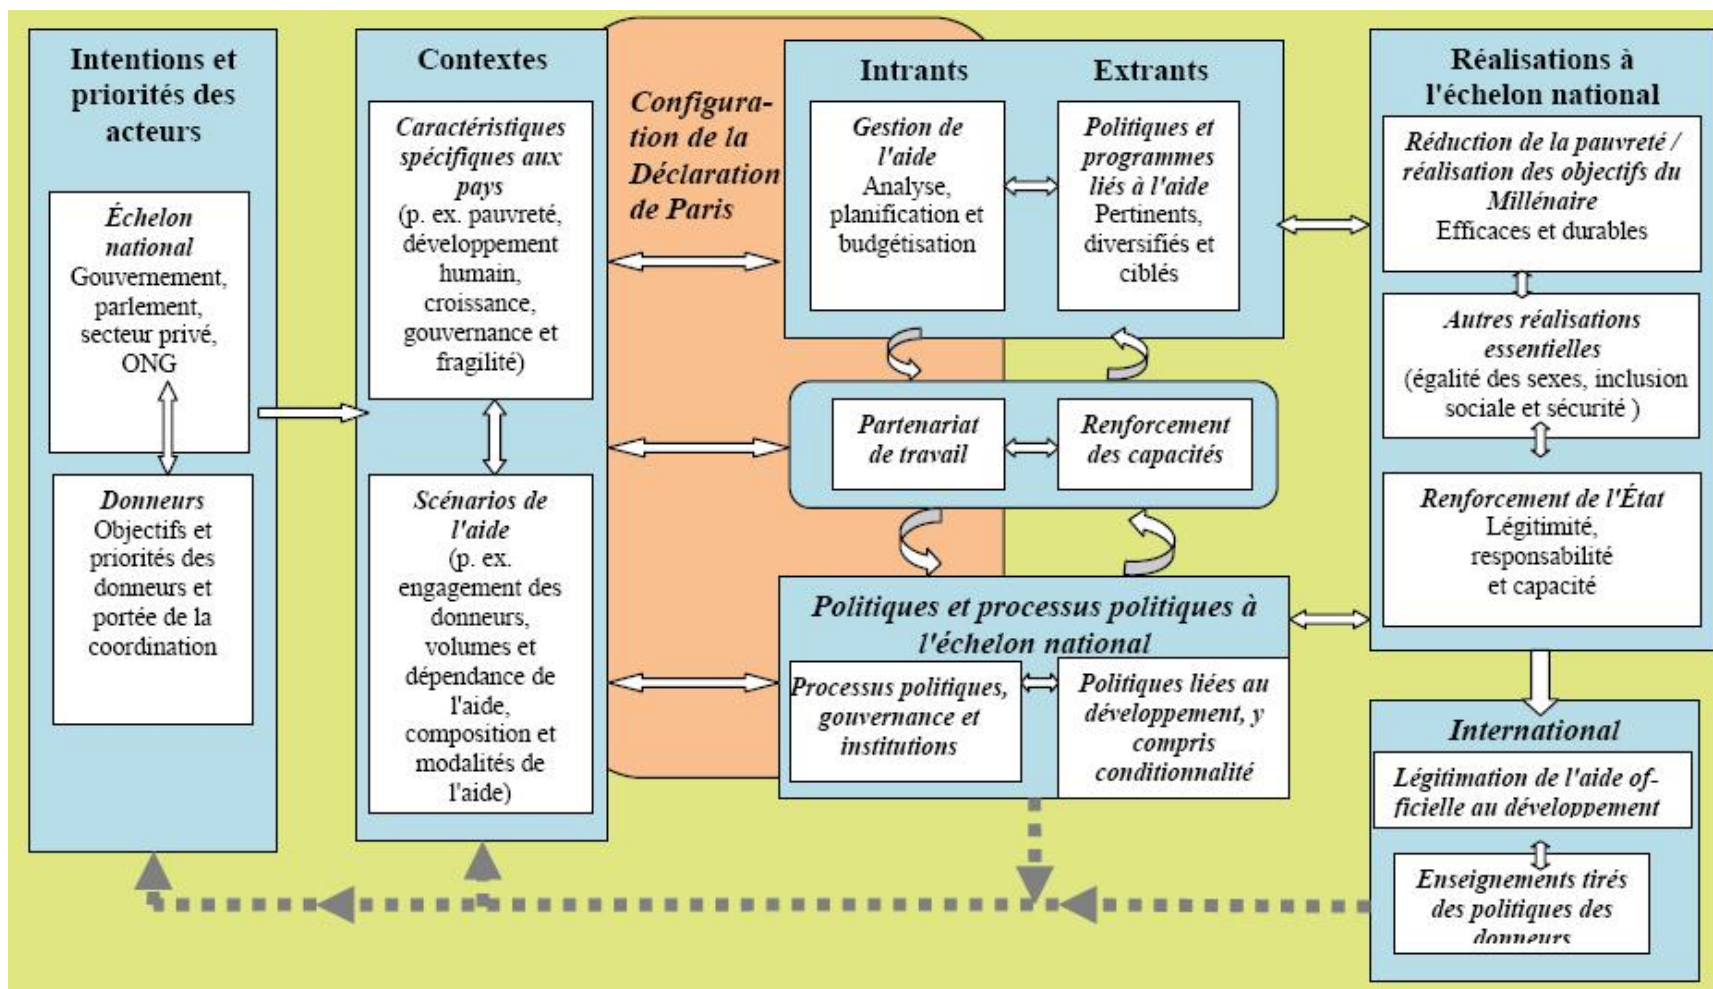 Intentions et
priorités des
acteurs
Échelon
national
Gouvernement,
parlement,
secteur privé,
ONG
Donneurs
Objectifs et
priorités des
donneurs et
portée de la
coordination
Contextes
Caractéristiques
spécifiques aux
pays
(p. ex. pauvreté,
développement
humain,
croissance,
gouvernance et
fragilité)
Scénarios de
l'aide
(p. ex.
engagement des
donneurs,
volumes et
dépendance de
l'aide,
composition et
modalités de
l'aide)
Configura-
tion de la
Déclaration
de Paris
Intrants
Gestion de
l'aide
Analyse,
planification et
budgétisation
Extrants
Politiques et
programmes
liés à l'aide
Pertinents,
diversifiés et
ciblés
Partenariat
de travail
Renforcement
des capacités
Politiques et processus politiques à
l'échelon national
Processus politiques,
gouvernance et
institutions
Politiques liées au
développement, y
compris
conditionnalité
Réalisations à
l'échelon national
Réduction de la pauvreté /
réalisation des objectifs du
Millénaire
Efficaces et durables
Autres réalisations
essentielles
(égalité des sexes, inclusion
sociale et sécurité )
Renforcement de l'État
Légitimité,
responsabilité
et capacité
International
Légitimation de l'aide of-
ficielle au développement
Enseignements tirés
des politiques des
donneurs